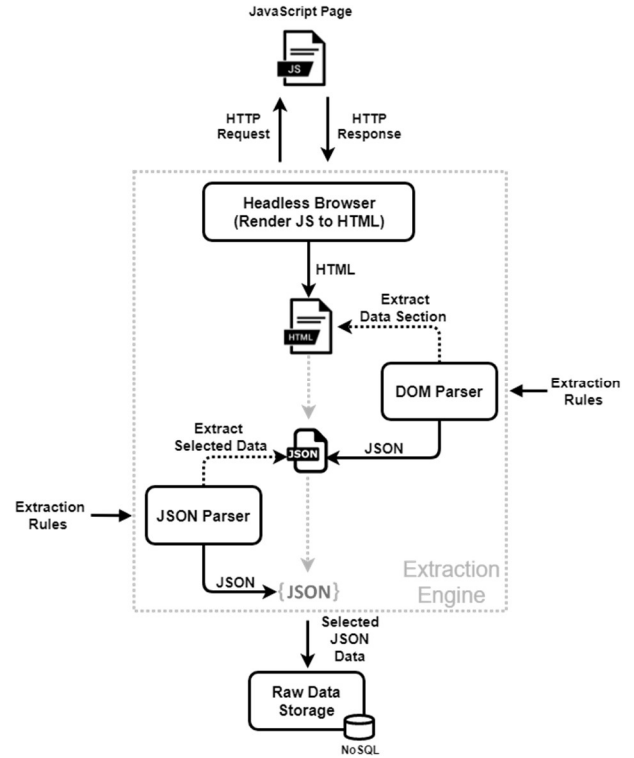 JavaScript Page
JS
HTTP
Request
HTTP
Response
Headless Browser
(Render JS to HTML)
HTML
Extract
Data Section
HTML
DOM Parser
Extraction
Rules
Extract
Selected Data
JSON
JSON
Extraction
Rules
JSON Parser
JSON
{JSON}
Extraction
Engine
Selected
JSON
Data
Raw Data
Storage
NoSQL